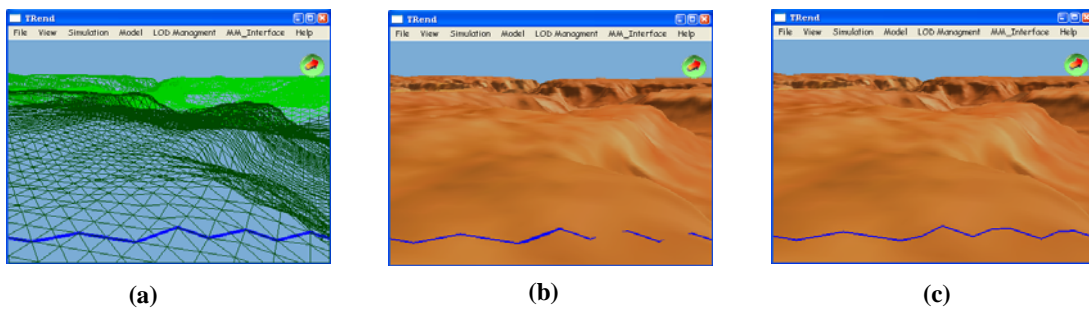 TRend
File View Simulation Model LOD Managment MM_Interface Help
TRend
File View Simulation Model LOD Managment MM_Interface Help
TRend
File View Simulation Model LOD Managment MM_Interface Help
(a)
(b)
(c)